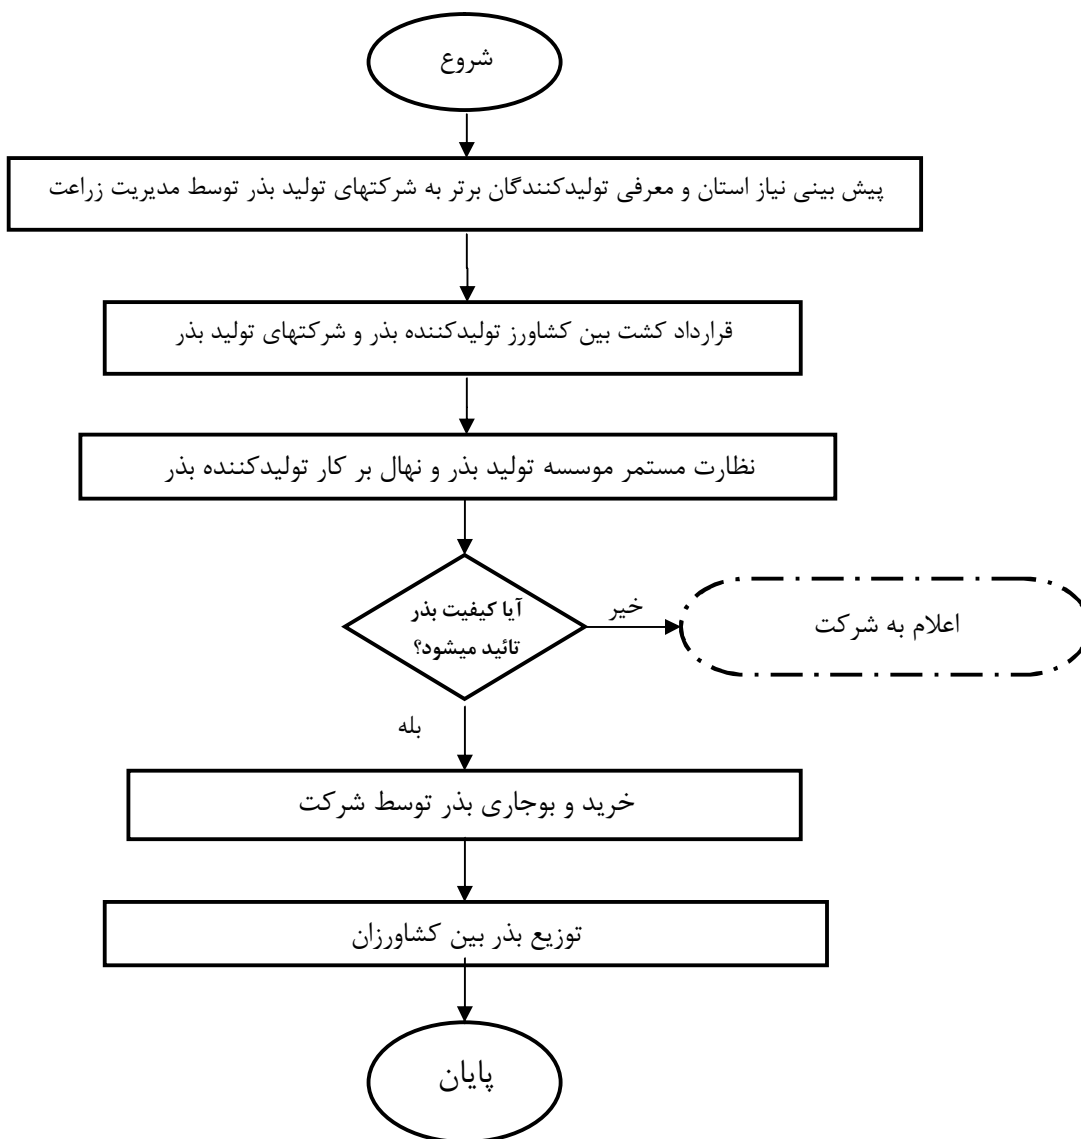 شروع
پیش بینی نیاز استان و معرفی تولیدکنندگان برتر به شرکتهای تولید بذر توسط مدیریت زراعت
قرارداد کشت بین کشاورز تولیدکننده بذر و شرکتهای تولید بذر
نظارت مستمر موسسه تولید بذر و نهال بر کار تولیدکننده بذر
آیا کیفیت بذر
تائید میشود؟
خیر
اعلام به شرکت
بله
خرید و بوجاری بذر توسط شرکت
توزیع بذر بین کشاورزان
پایان